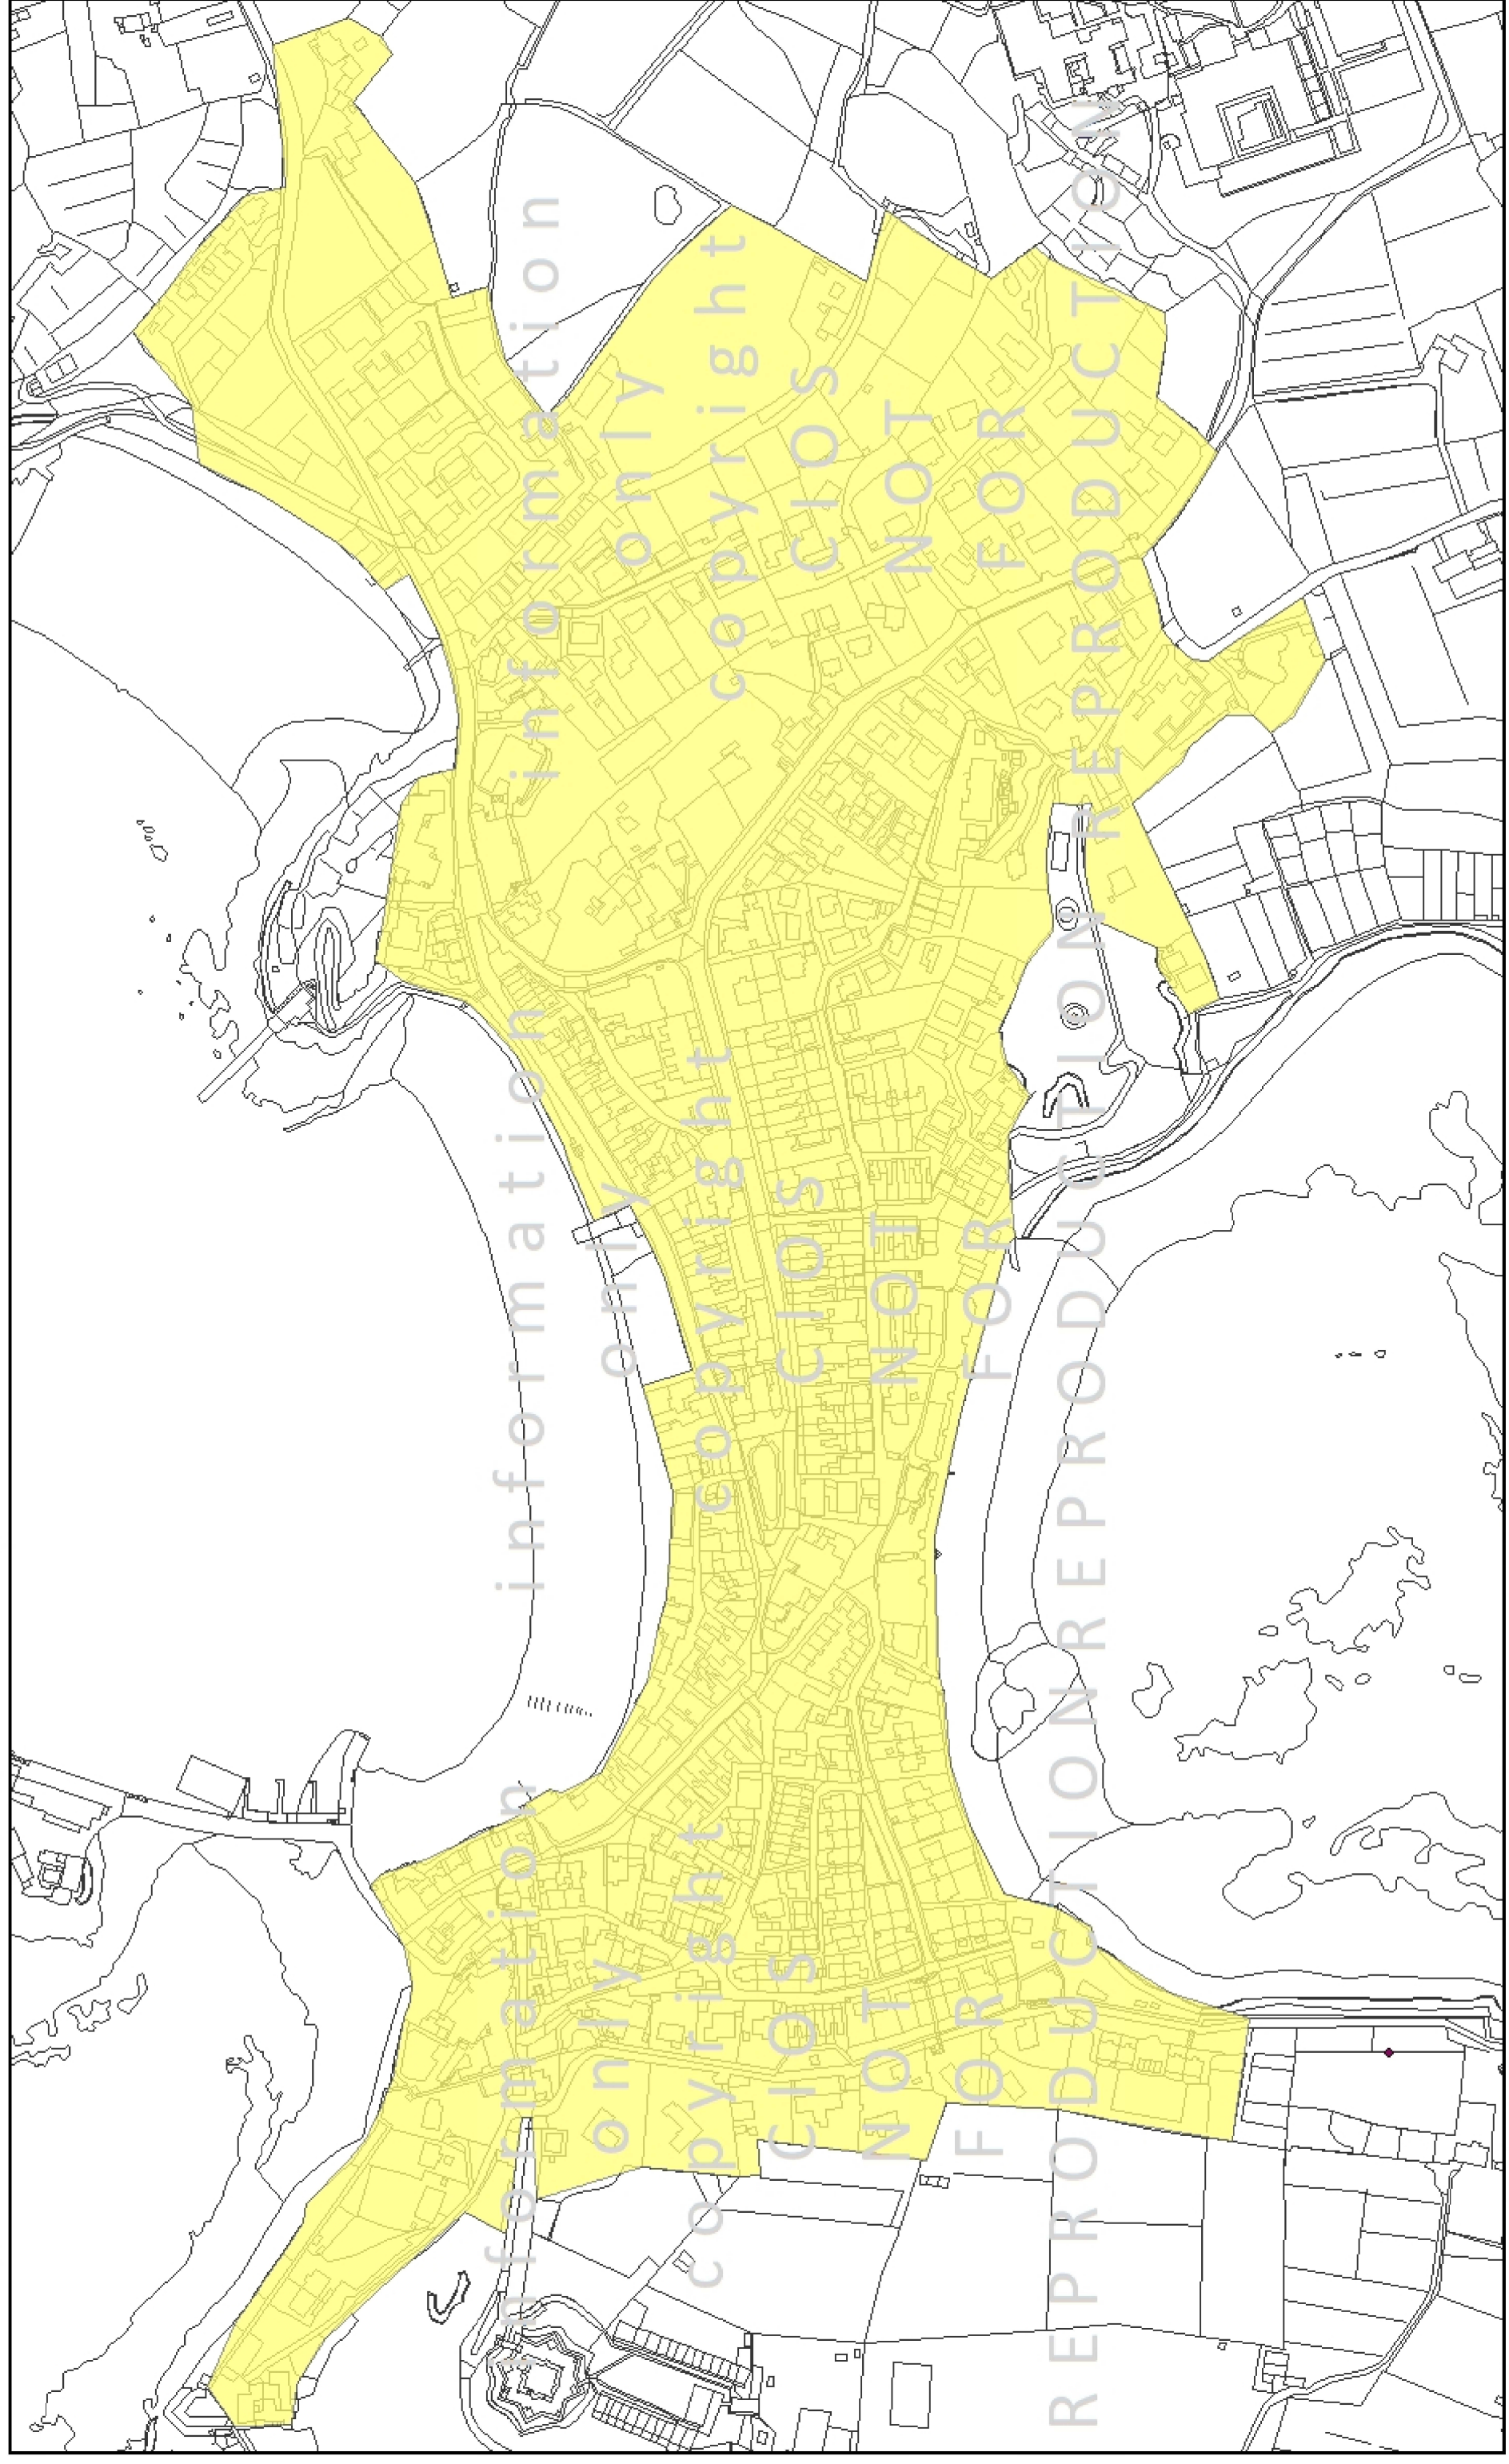 information information information
only only only
copyright copyright copyright
CIOS CIOS CIOS
NOT NOT NOT
FOR FOR FOR
REPRODUCTION REPRODUCTION REPRODUCTION